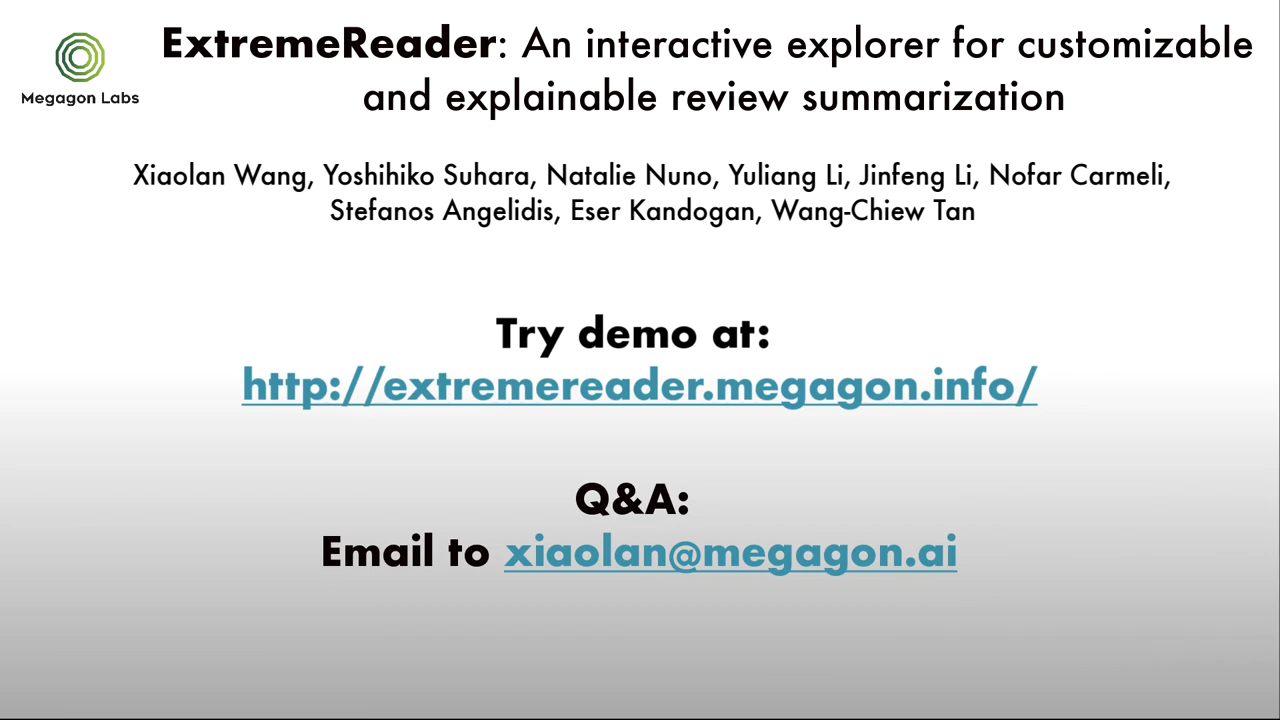 ExtremeReader: An interactive explorer for customizable
and explainable review summarization
Megagon Labs
Xiaolan Wang, Yoshihiko Suhara, Natalie Nuno, Yuliang Li, Jinfeng Li, Nofar Carmeli,
Stefanos Angelidis, Eser Kandogan, Wang-Chiew Tan
Try demo at:
http://extremereader.megagon.info/
Q&A:
Email to xiaolan@megagon.ai